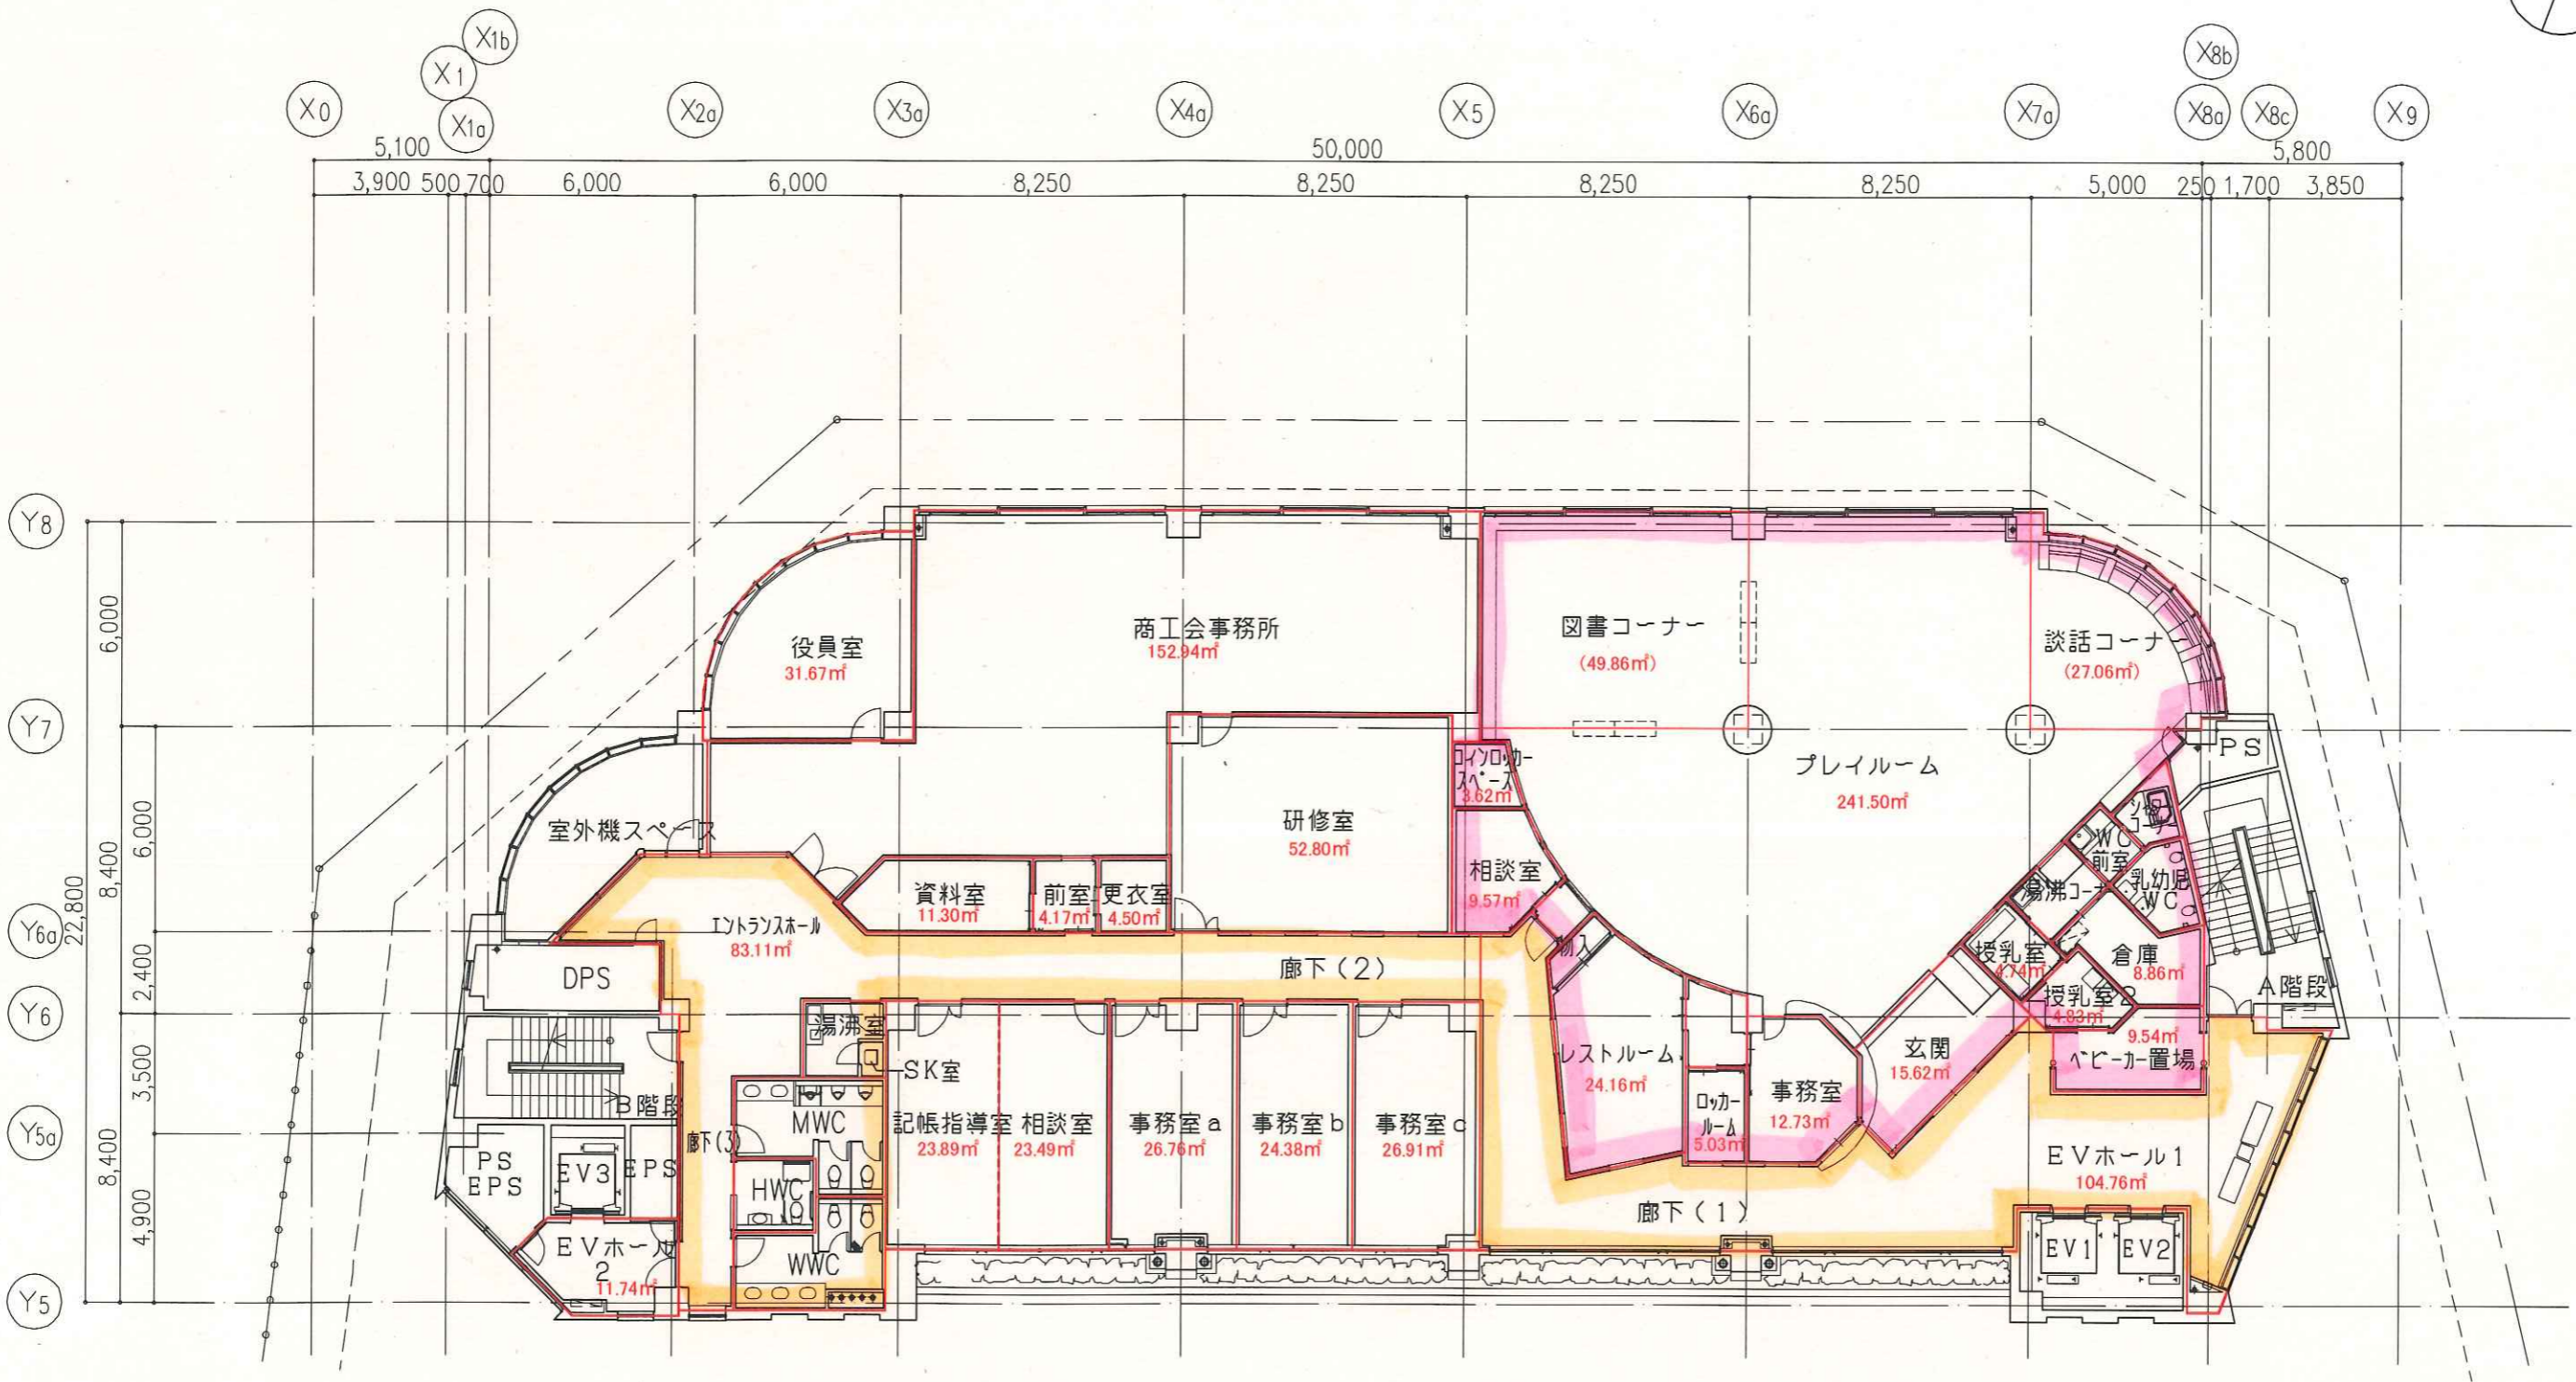 X1b
X8b
X1
X0
X1a
X2a
X3a
X4a
X5
X6a
X7a
X8a
X8c
X9
5,100
50,000
5,800
3,900
500
700
6,000
6,000
8,250
8,250
8,250
8,250
5,000
250
1,700
3,850
Y8
Y7
Y6a
Y6
Y5a
Y5
22,800
6,000
8,400
8,400
6,000
2,400
3,500
4,900
役員室
31.67㎡
商工会事務所
152.94㎡
図書コーナー
(49.86㎡)
談話コーナー
(27.06㎡)
室外機スペース
研修室
52.80㎡
コインロッカー
スペース
3.62㎡
プレイルーム
241.50㎡
PS
相談室
9.57㎡
資料室
11.30㎡
前室
4.17㎡
更衣室
4.50㎡
WC
前室
湯沸コーナー
乳幼児
WC
授乳室
4.74㎡
倉庫
8.86㎡
授乳室2
4.83㎡
A階段
エントランスホール
83.11㎡
DPS
廊下(2)
物入
湯沸室
SK室
B階段
レストルーム
24.16㎡
玄関
15.62㎡
9.54㎡
ベビーカー置場
MWC
記帳指導室
23.89㎡
相談室
23.49㎡
事務室a
26.76㎡
事務室b
24.38㎡
事務室c
26.91㎡
ロッカー
ルーム
5.03㎡
事務室
12.73㎡
廊下(3)
PS
EPS
EV3
EPS
HWC
EVホール1
104.76㎡
廊下(1)
EVホール
2
11.74㎡
WWC
EV1
EV2